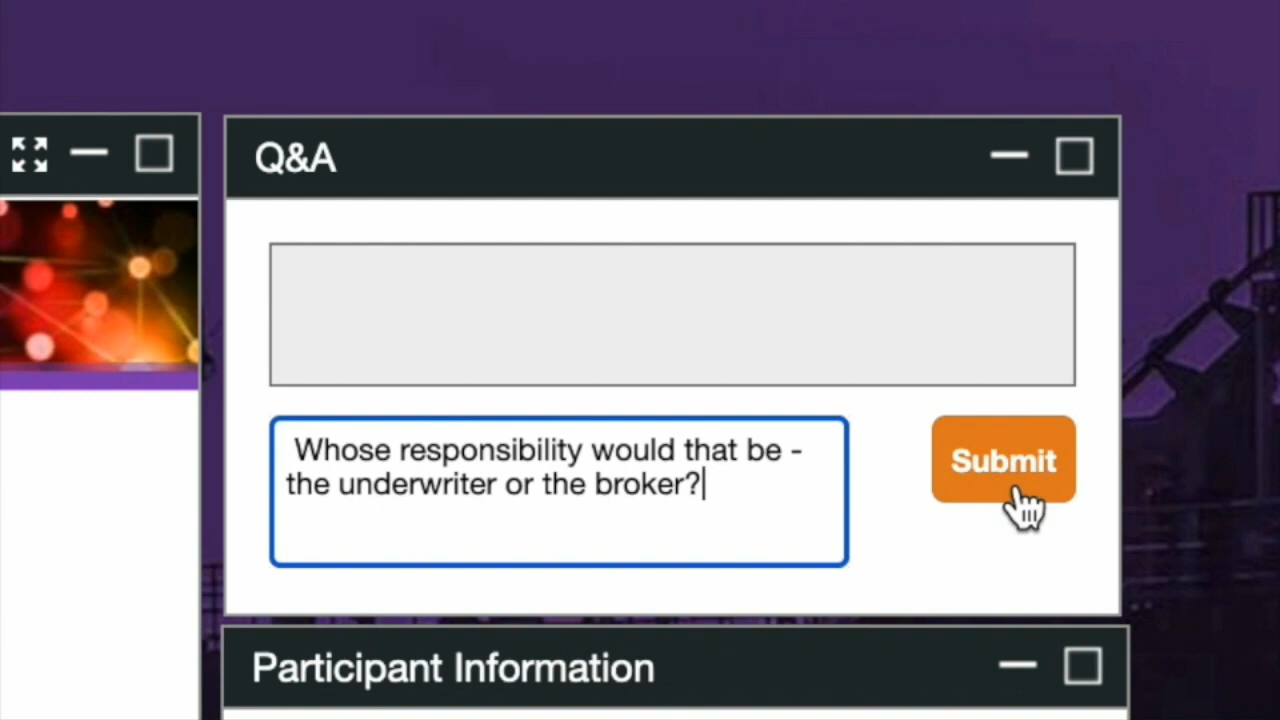 Q&A
Whose responsibility would that be -
the underwriter or the broker?
Submit
Participant Information